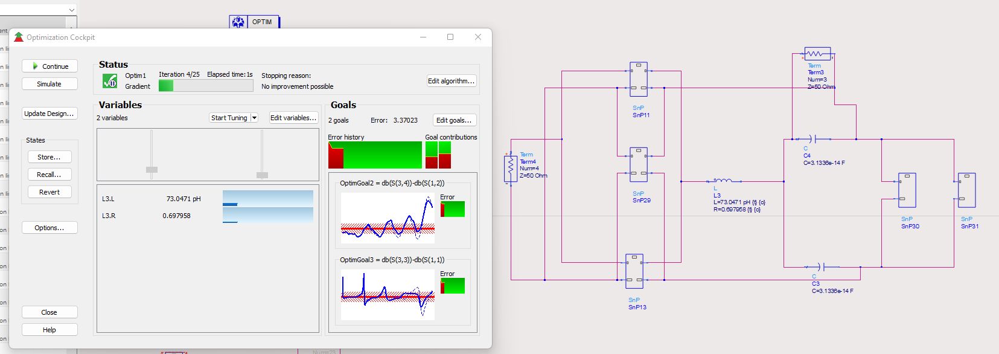 OPTIM
Optimization Cockpit
Continue
Simulate
Update Design...
States
Store...
Recall...
Revert
Options...
Close
Help
Status
Optim1
Gradient
Iteration 4/25
Elapsed time:1s
Stopping reason:
No improvement possible
Edit algorithm...
Variables
2 variables
Start Tuning
Edit variables...
L3.L 73.0471 pH
L3.R 0.697958
Goals
2 goals
Error: 3.37023
Edit goals...
Error history
Goal contributions
OptimGoal2 = db(S(3,4))-db(S(1,2))
Error
OptimGoal3 = db(S(3,3))-db(S(1,1))
Error
Term
Term4
Num=4
Z=50 Ohm
SnP
SnP11
SnP
SnP29
SnP
SnP13
L
L3
L=73.0471 pH {t} {o}
R=0.697958 {t} {o}
Term
Term3
Num=3
Z=50 Ohm
C
C4
C=3.1336e-14 F
C
C3
C=3.1336e-14 F
SnP
SnP30
SnP
SnP31
Num=23